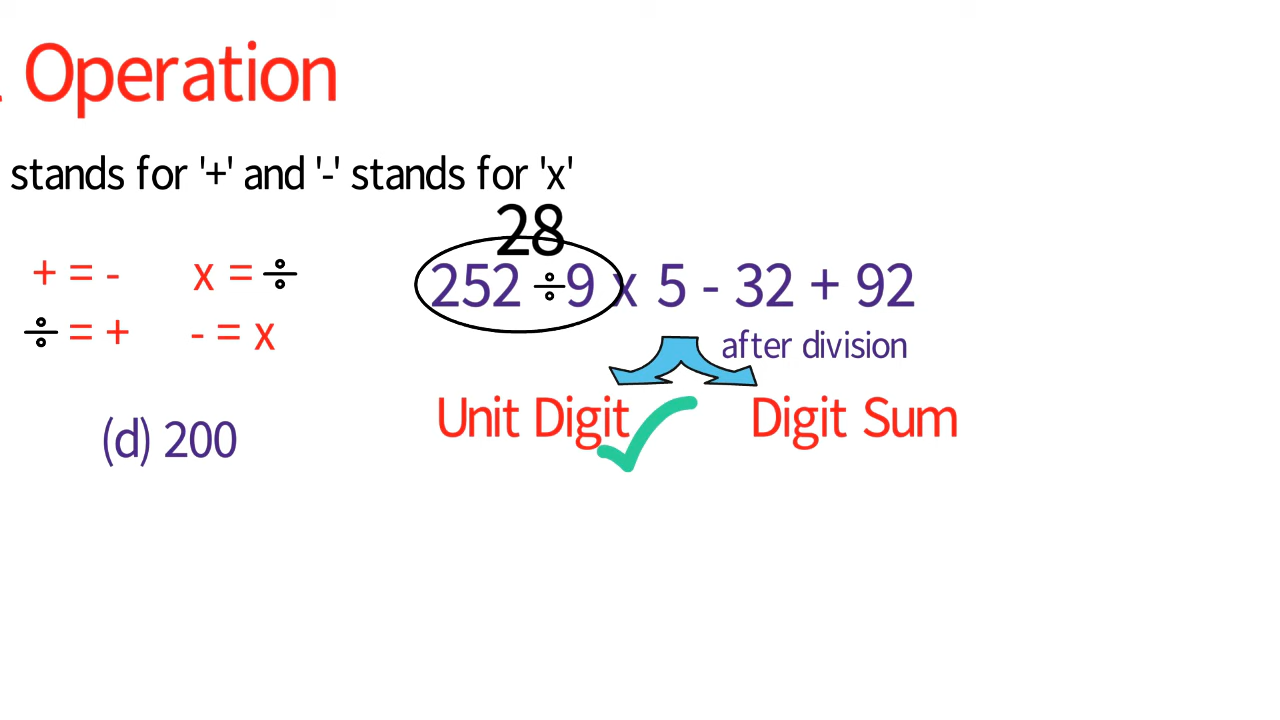 Operation
stands for '+' and '-' stands for 'x'
28
+ = - x = ÷
252 ÷ 9 x 5 - 32 + 92
÷ = + - = x
after division
Unit Digit Digit Sum
(d) 200